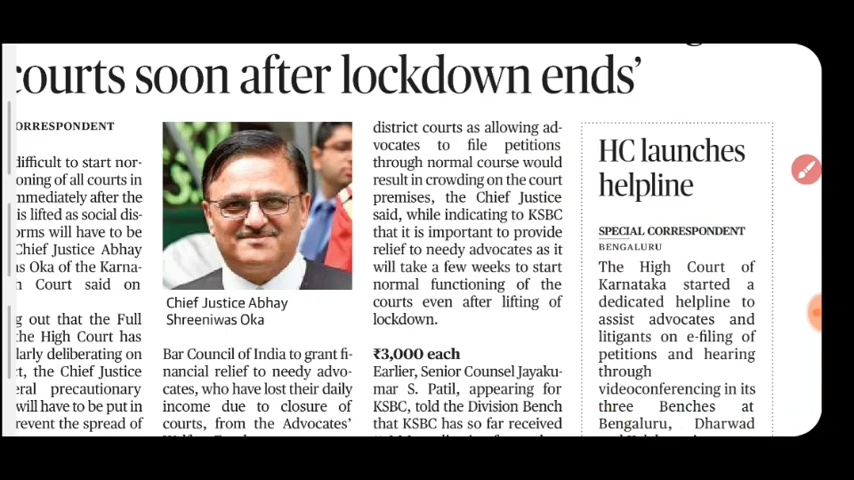 courts soon after lockdown ends’
ORRESPONDENT
difficult to start nor-
oning of all courts in
mmediately after the
is lifted as social dis-
orms will have to be
Chief Justice Abhay
as Oka of the Karna-
h Court said on
g out that the Full
the High Court has
larly deliberating on
t, the Chief Justice
eral precautionary
will have to be put in
revent the spread of
Chief Justice Abhay
Shreeniwas Oka
Bar Council of India to grant fi-
nancial relief to needy advo-
cates, who have lost their daily
income due to closure of
courts, from the Advocates’
district courts as allowing ad-
vocates to file petitions
through normal course would
result in crowding on the court
premises, the Chief Justice
said, while indicating to KSBC
that it is important to provide
relief to needy advocates as it
will take a few weeks to start
normal functioning of the
courts even after lifting of
lockdown.
₹3,000 each
Earlier, Senior Counsel Jayaku-
mar S. Patil, appearing for
KSBC, told the Division Bench
that KSBC has so far received
HC launches
helpline
SPECIAL CORRESPONDENT
BENGALURU
The High Court of
Karnataka started a
dedicated helpline to
assist advocates and
litigants on e-filing of
petitions and hearing
through
videoconferencing in its
three Benches at
Bengaluru, Dharwad